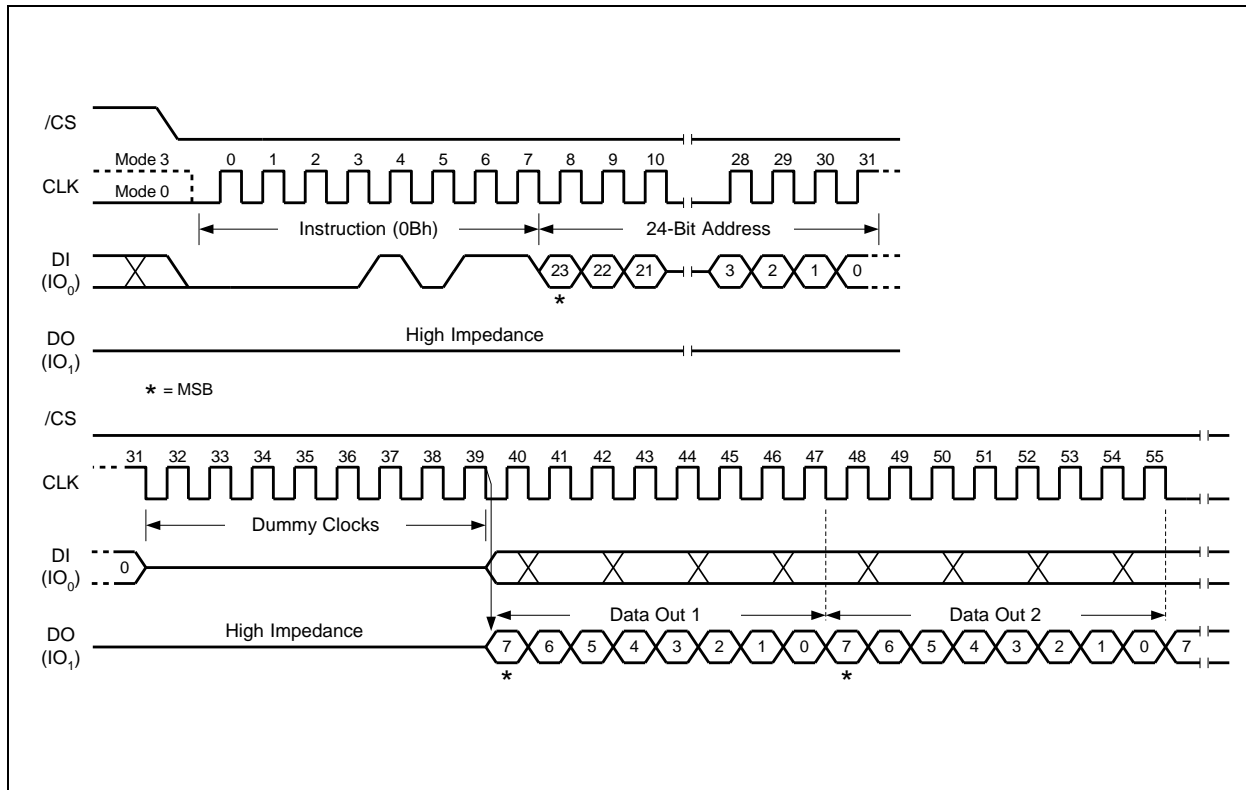 /CS
Mode 3 0 1 2 3 4 5 6 7 8 9 10 28 29 30 31
CLK
Mode 0
Instruction (0Bh) 24-Bit Address
DI
(IO₀) 23 22 21 3 2 1 0
*
DO
(IO₁) High Impedance
* = MSB
/CS
31 32 33 34 35 36 37 38 39 40 41 42 43 44 45 46 47 48 49 50 51 52 53 54 55
CLK
Dummy Clocks
DI
(IO₀) 0
Data Out 1 Data Out 2
DO
(IO₁) High Impedance 7 6 5 4 3 2 1 0 7 6 5 4 3 2 1 0 7
* *